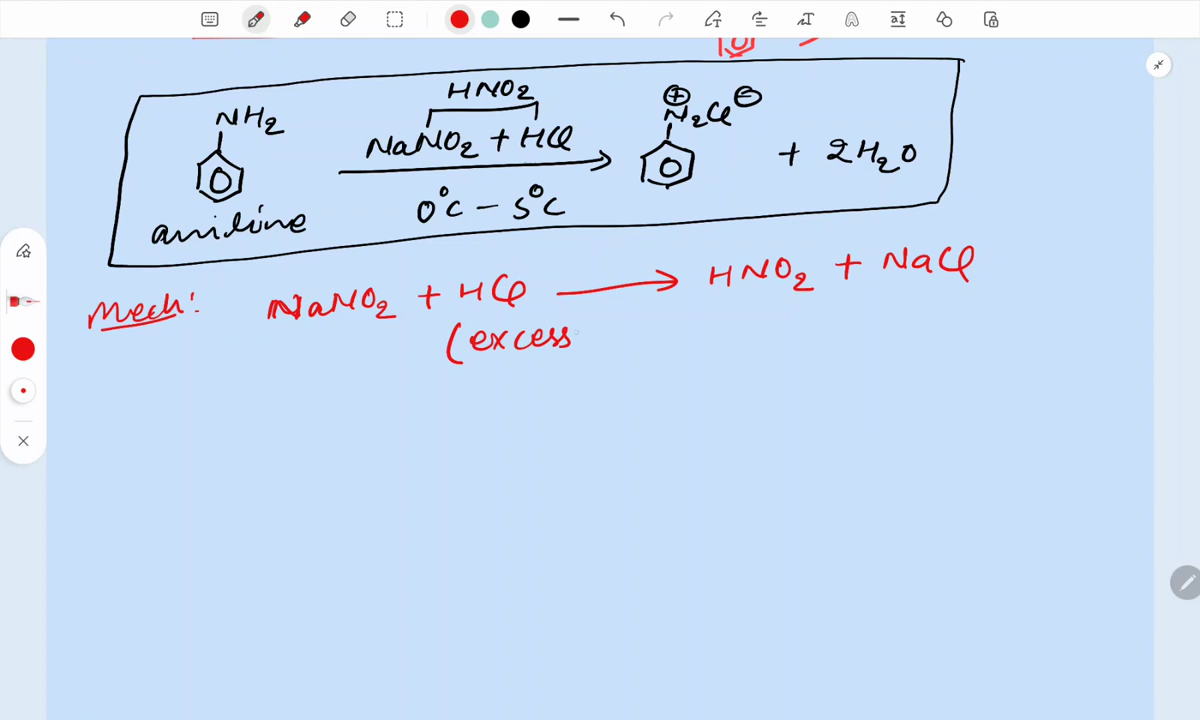 NH2
HNO2
NaNO2 + HCl
0°C - 5°C
aniline
⊕ ⊖
N2Cl
+ 2H2O
Mech: NaNO2 + HCl → HNO2 + NaCl
(excess